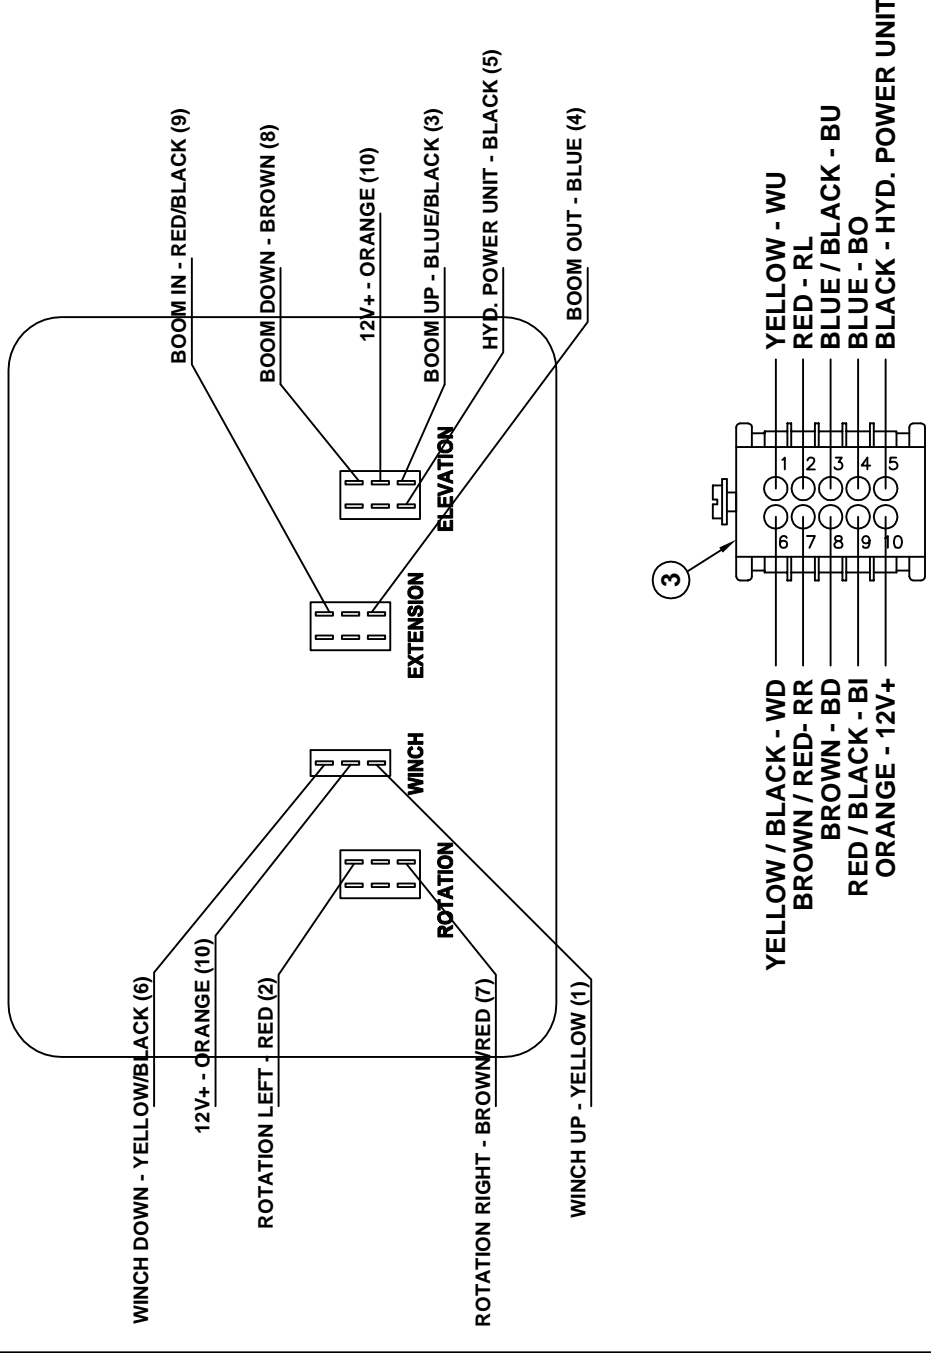 WINCH DOWN - YELLOW/BLACK (6)
12V+ - ORANGE (10)
ROTATION LEFT - RED (2)
ROTATION RIGHT - BROWN/RED (7)
WINCH UP - YELLOW (1)
ROTATION
WINCH
EXTENSION
ELEVATION
BOOM IN - RED/BLACK (9)
BOOM DOWN - BROWN (8)
12V+ - ORANGE (10)
BOOM UP - BLUE/BLACK (3)
HYD. POWER UNIT - BLACK (5)
BOOM OUT - BLUE (4)
3
YELLOW / BLACK - WD
BROWN / RED- RR
BROWN - BD
RED / BLACK - BI
ORANGE - 12V+
6
7
8
9
10
1
2
3
4
5
YELLOW - WU
RED - RL
BLUE / BLACK - BU
BLUE - BO
BLACK - HYD. POWER UNIT